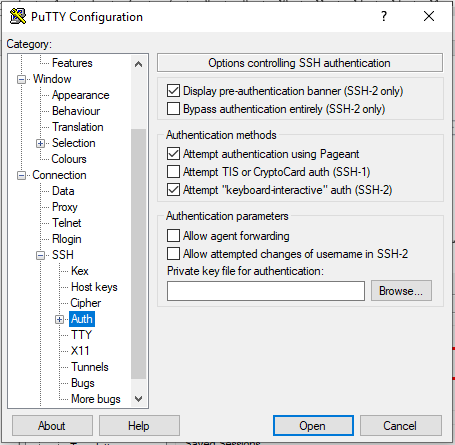 PuTTY Configuration
Category:
Features
Window
Appearance
Behaviour
Translation
Selection
Colours
Connection
Data
Proxy
Telnet
Rlogin
SSH
Kex
Host keys
Cipher
Auth
TTY
X11
Tunnels
Bugs
More bugs
Options controlling SSH authentication
Display pre-authentication banner (SSH-2 only)
Bypass authentication entirely (SSH-2 only)
Authentication methods
Attempt authentication using Pageant
Attempt TIS or CryptoCard auth (SSH-1)
Attempt "keyboard-interactive" auth (SSH-2)
Authentication parameters
Allow agent forwarding
Allow attempted changes of username in SSH-2
Private key file for authentication:
Browse...
About
Help
Open
Cancel